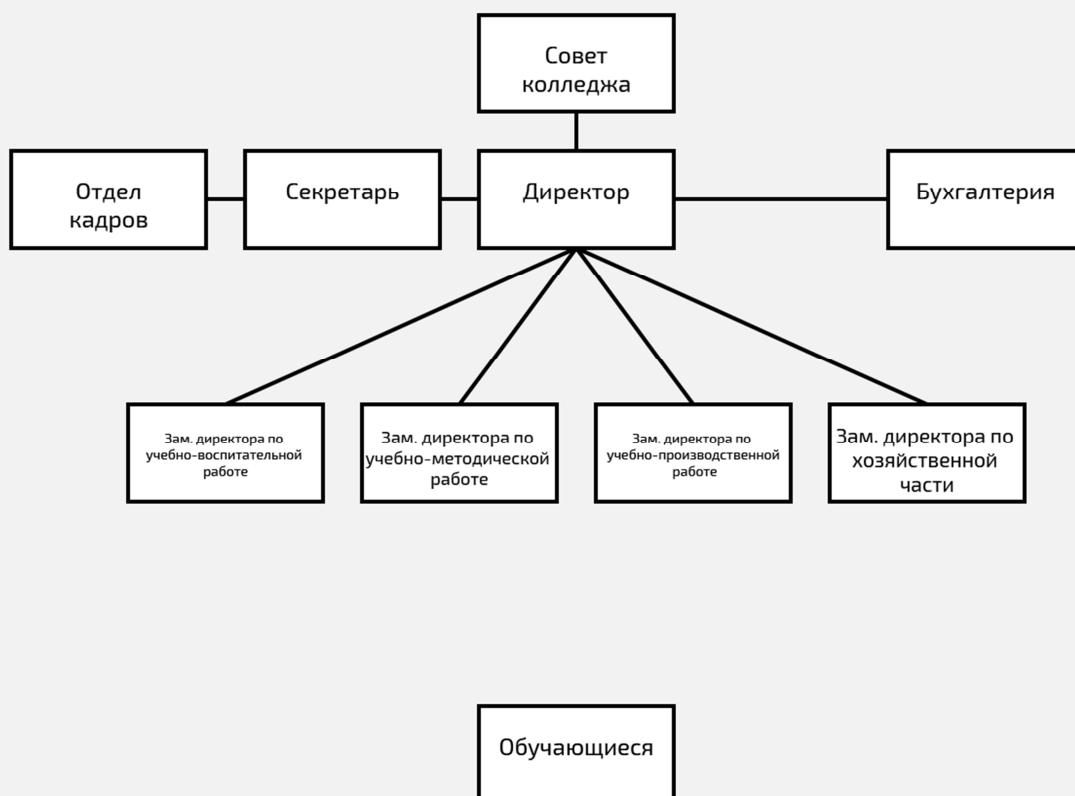 Совет
колледжа
Отдел
кадров
Секретарь
Директор
Бухгалтерия
Зам. директора по
учебно-воспитательной
работе
Зам. директора по
учебно-методической
работе
Зам. директора по
учебно-производственной
работе
Зам. директора по
хозяйственной
части
Обучающиеся